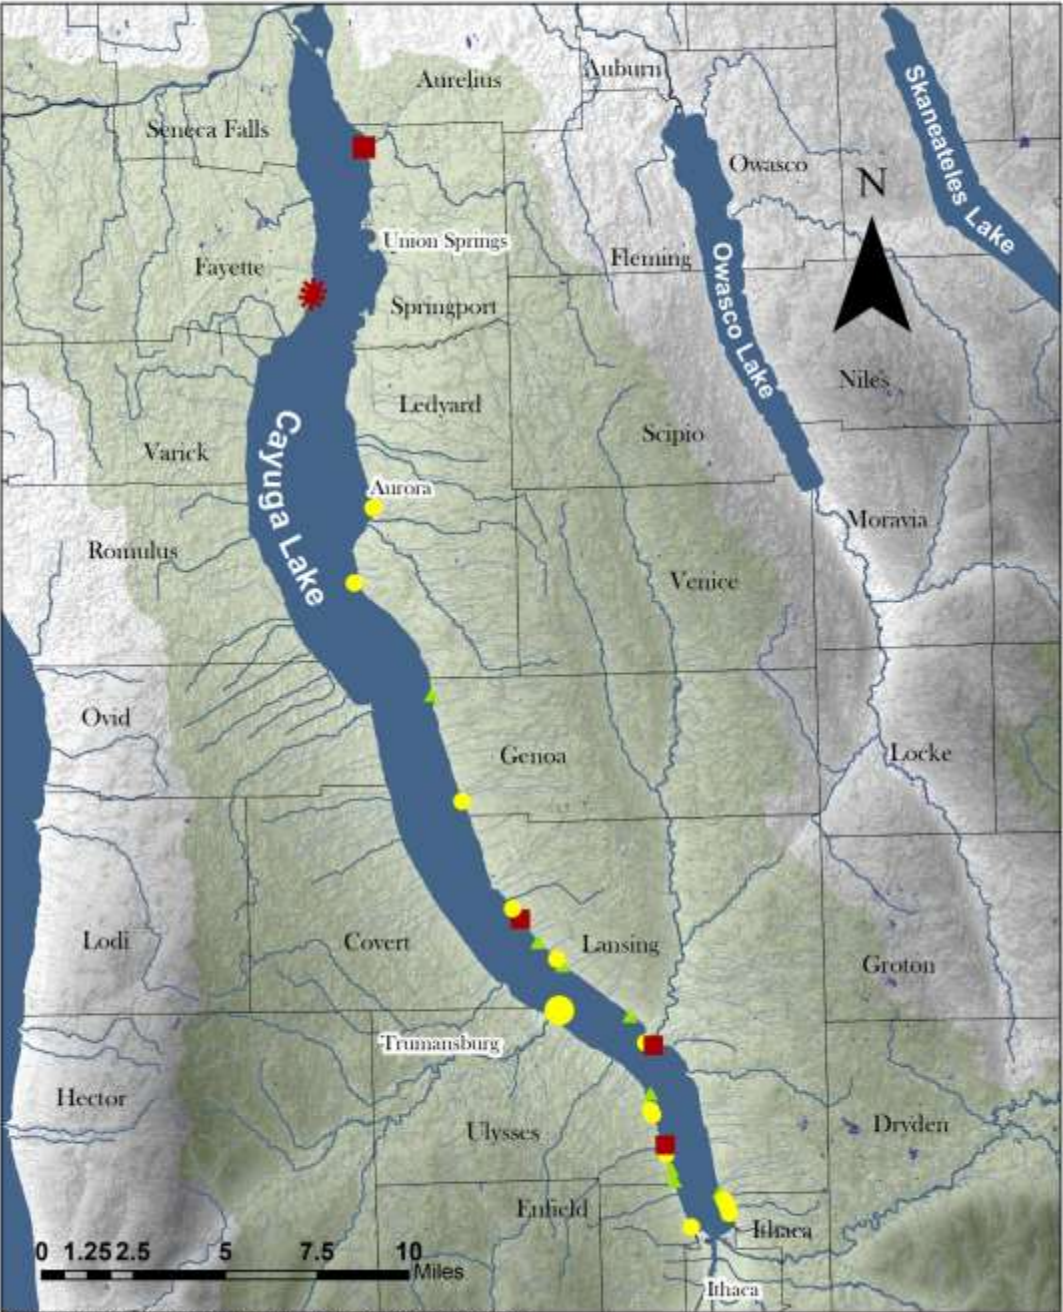 Aurelius
Auburn
Seneca Falls
Skaneateles Lake
Owasco
N
Union Springs
Fleming
Fayette
Owasco Lake
Springport
Niles
Ledyard
Scipio
Cayuga Lake
Varick
Aurora
Moravia
Romulus
Venice
Ovid
Genoa
Locke
Lodi
Covert
Lansing
Groton
Trumansburg
Hector
Ulysses
Dryden
Enfield
Ithaca
0 1.25 2.5 5 7.5 10
Miles
Ithaca